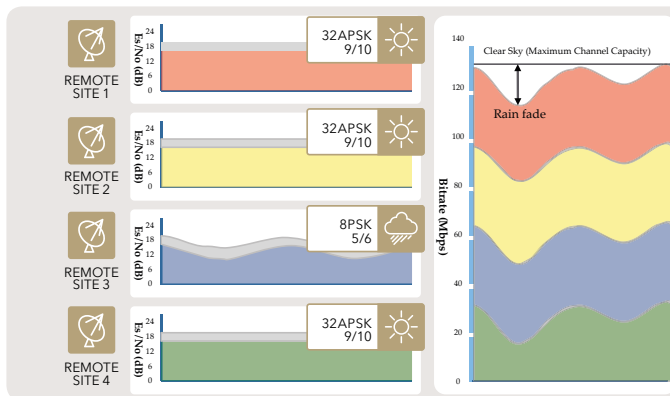 REMOTE
SITE 1
Es/No (dB)
24
18
12
6
0
32APSK
9/10
REMOTE
SITE 2
Es/No (dB)
24
18
12
6
0
32APSK
9/10
REMOTE
SITE 3
Es/No (dB)
24
18
12
6
0
8PSK
5/6
REMOTE
SITE 4
Es/No (dB)
24
18
12
6
0
32APSK
9/10
Bitrate (Mbps)
140
120
100
80
60
40
20
0
Clear Sky (Maximum Channel Capacity)
Rain fade